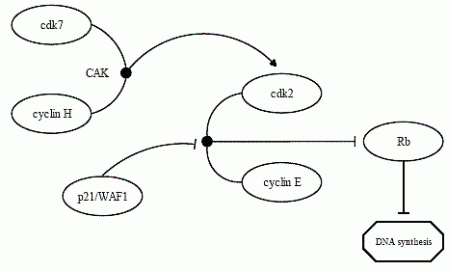 cdk7
CAK
cdk2
cyclin H
Rb
cyclin E
p21/WAF1
DNA synthesis